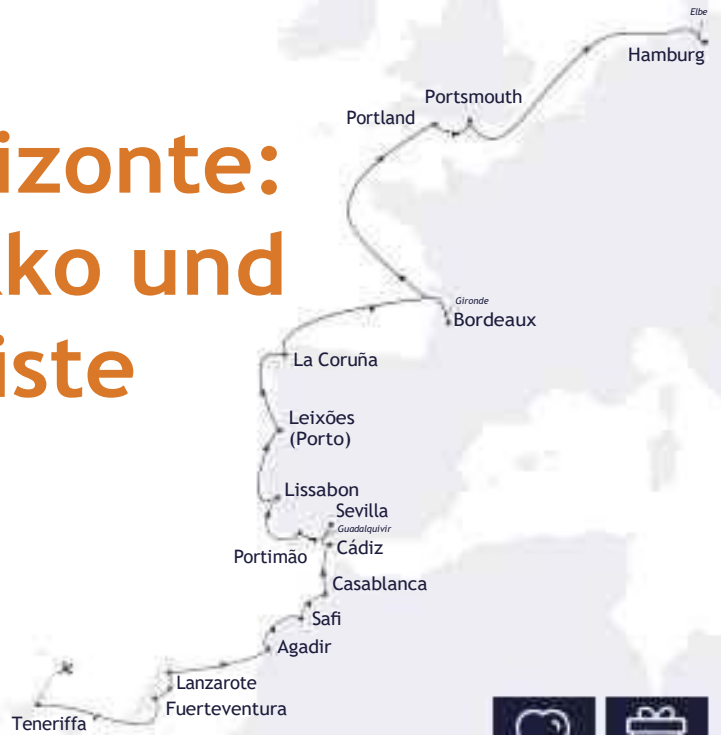 izonte:
ko und
iste
Elbe
Hamburg
Portsmouth
Portland
Gironde
Bordeaux
La Coruña
Leixões
(Porto)
Lissabon
Sevilla
Guadalquivir
Cádiz
Portimão
Casablanca
Safi
Agadir
Lanzarote
Fuerteventura
Teneriffa